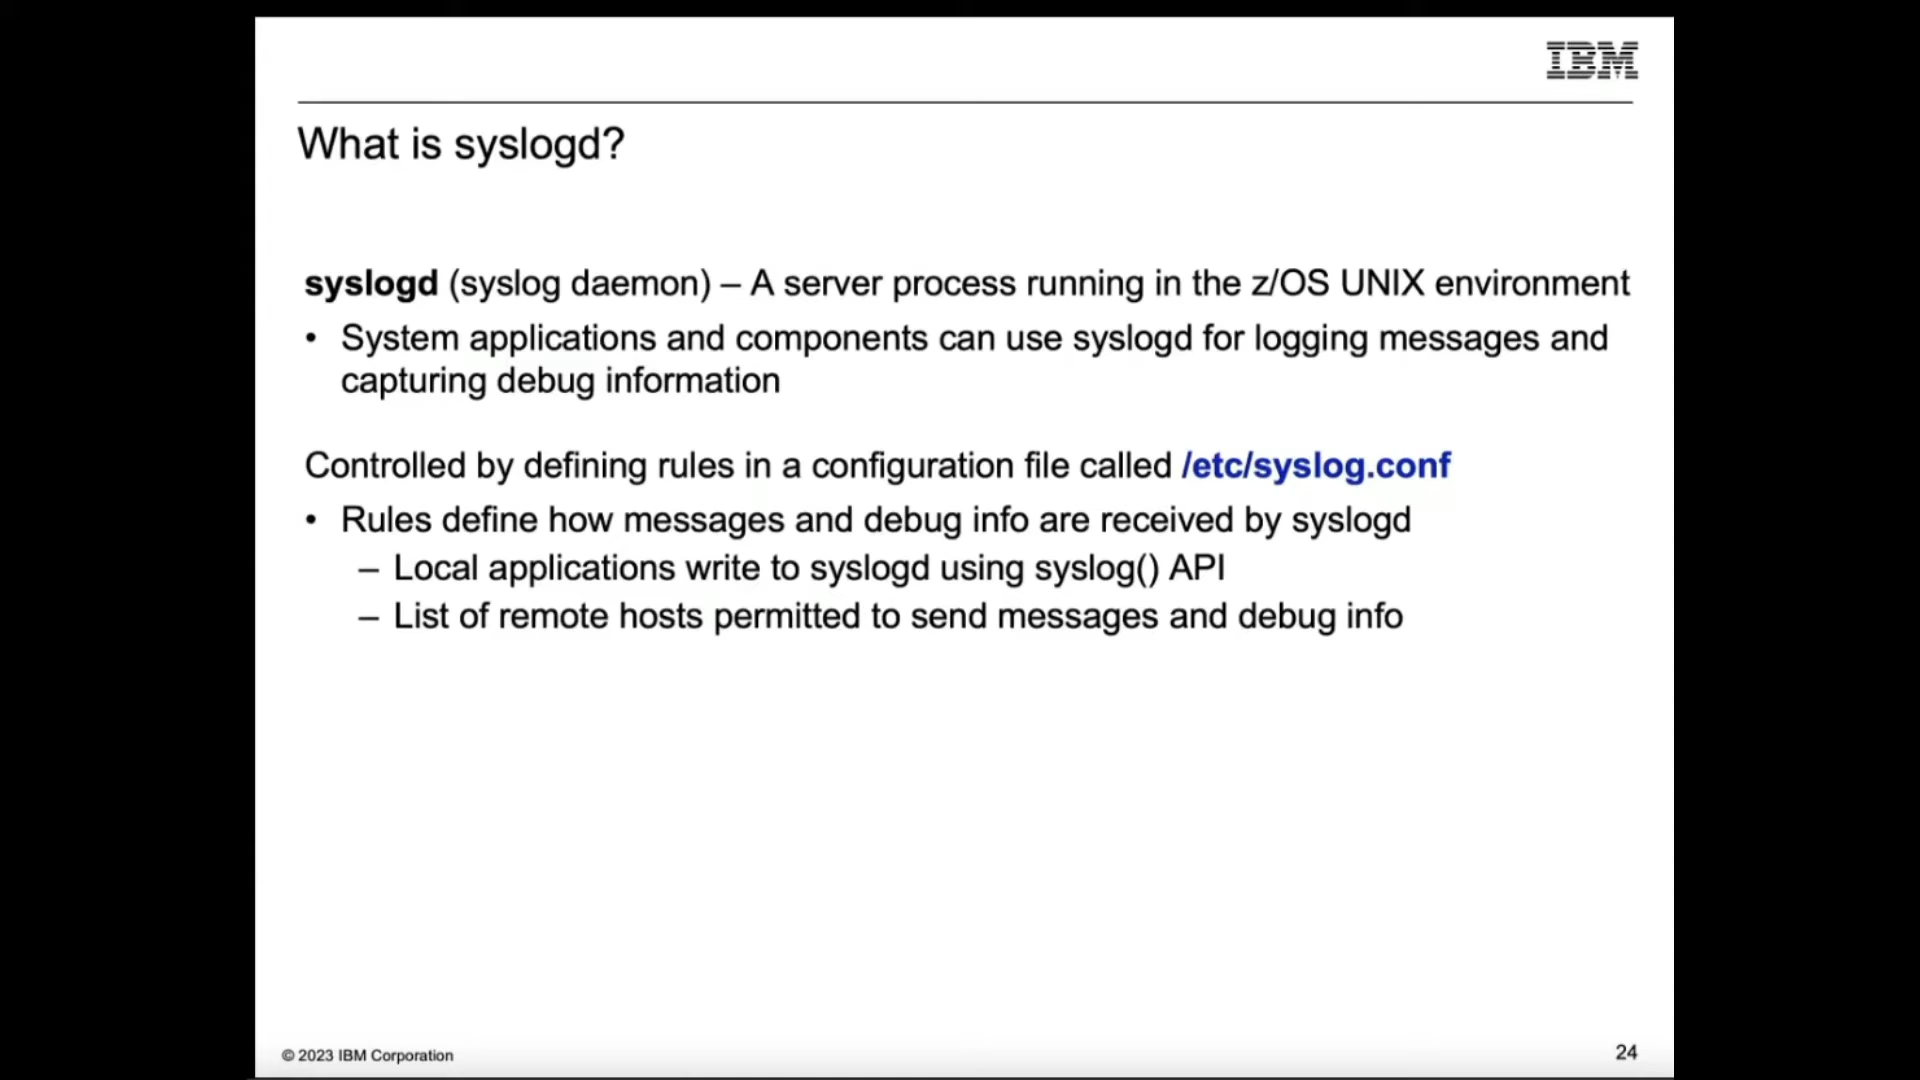 IBM
What is syslogd?
syslogd (syslog daemon) – A server process running in the z/OS UNIX environment
• System applications and components can use syslogd for logging messages and
capturing debug information
Controlled by defining rules in a configuration file called /etc/syslog.conf
• Rules define how messages and debug info are received by syslogd
– Local applications write to syslogd using syslog() API
– List of remote hosts permitted to send messages and debug info
© 2023 IBM Corporation
24